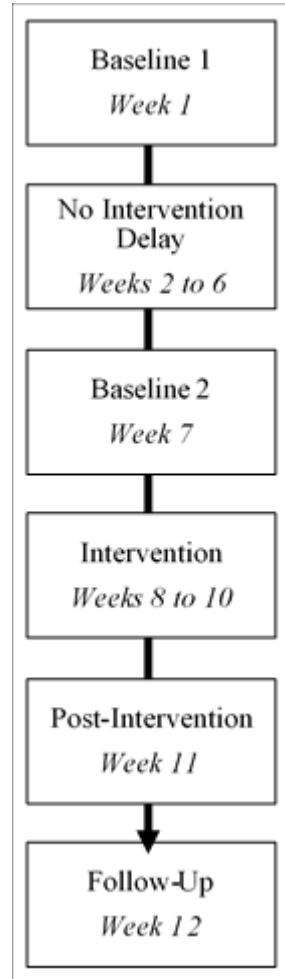 Baseline 1
Week 1
No Intervention
Delay
Weeks 2 to 6
Baseline 2
Week 7
Intervention
Weeks 8 to 10
Post-Intervention
Week 11
Follow-Up
Week 12